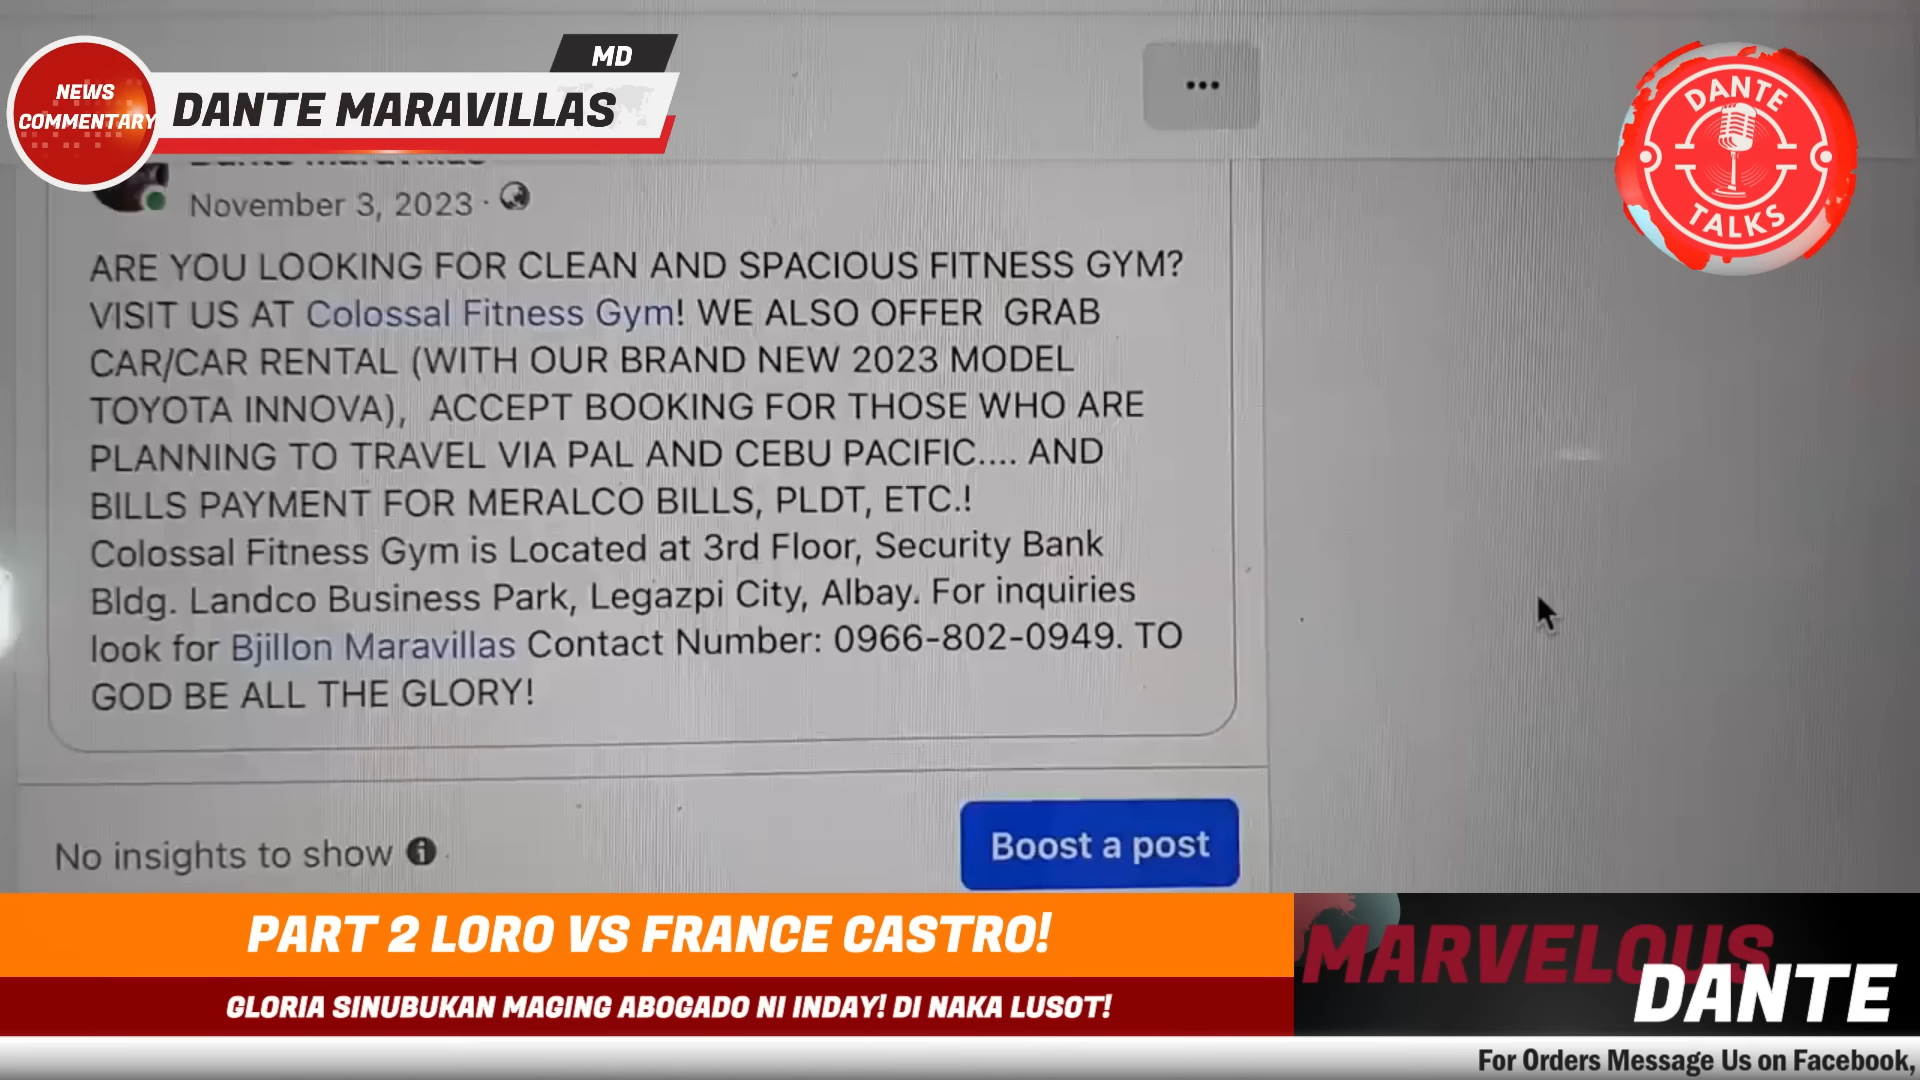 MD
NEWS
COMMENTARY
DANTE MARAVILLAS
DANTE
TALKS
November 3, 2023 ·
ARE YOU LOOKING FOR CLEAN AND SPACIOUS FITNESS GYM?
VISIT US AT Colossal Fitness Gym! WE ALSO OFFER GRAB
CAR/CAR RENTAL (WITH OUR BRAND NEW 2023 MODEL
TOYOTA INNOVA), ACCEPT BOOKING FOR THOSE WHO ARE
PLANNING TO TRAVEL VIA PAL AND CEBU PACIFIC.... AND
BILLS PAYMENT FOR MERALCO BILLS, PLDT, ETC.!
Colossal Fitness Gym is Located at 3rd Floor, Security Bank
Bldg. Landco Business Park, Legazpi City, Albay. For inquiries
look for Bjillon Maravillas Contact Number: 0966-802-0949. TO
GOD BE ALL THE GLORY!
No insights to show
Boost a post
PART 2 LORO VS FRANCE CASTRO!
GLORIA SINUBUKAN MAGING ABOGADO NI INDAY! DI NAKA LUSOT!
MARVELOUS
DANTE
For Orders Message Us on Facebook,